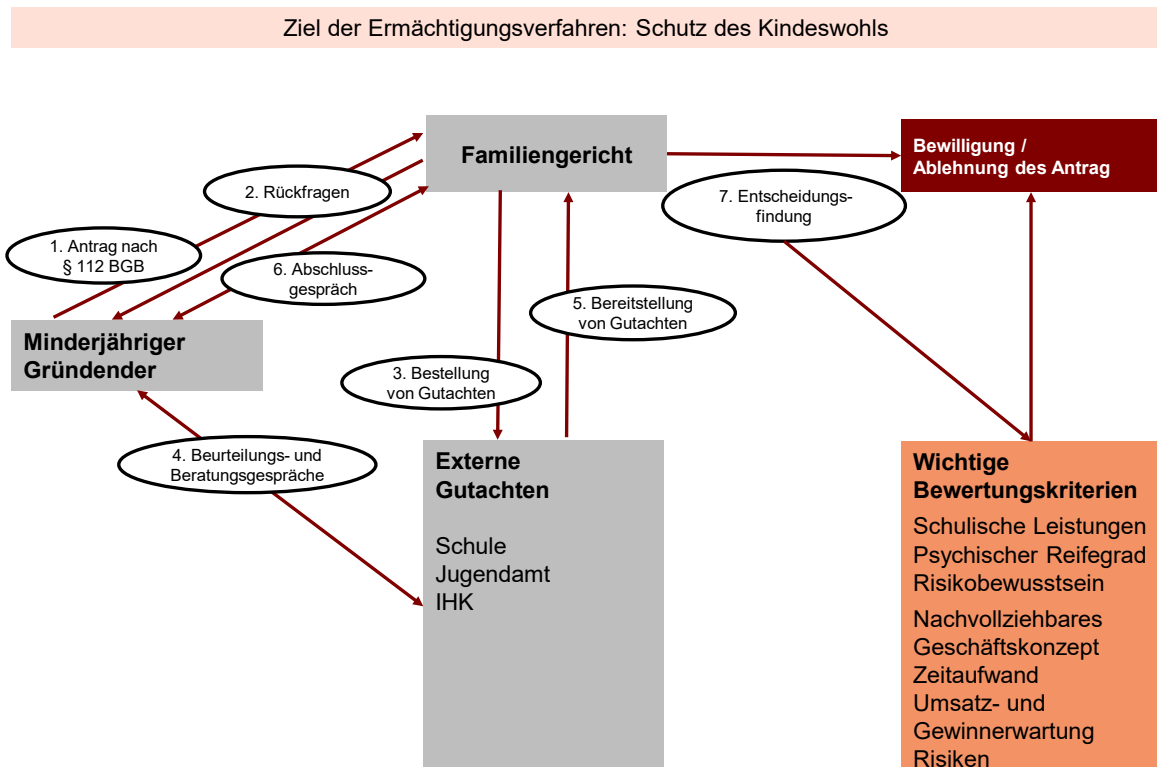 Ziel der Ermächtigungsverfahren: Schutz des Kindeswohls
Familiengericht
Bewilligung /
Ablehnung des Antrag
2. Rückfragen
7. Entscheidungs-
findung
1. Antrag nach
§ 112 BGB
6. Abschluss-
gespräch
5. Bereitstellung
von Gutachten
Minderjähriger
Gründender
3. Bestellung
von Gutachten
4. Beurteilungs- und
Beratungsgespräche
Externe
Gutachten
Schule
Jugendamt
IHK
Wichtige
Bewertungskriterien
Schulische Leistungen
Psychischer Reifegrad
Risikobewusstsein
Nachvollziehbares
Geschäftskonzept
Zeitaufwand
Umsatz- und
Gewinnerwartung
Risiken